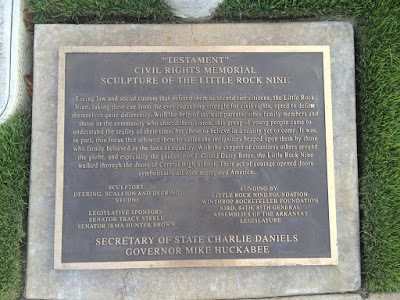 "TESTAMENT"
CIVIL RIGHTS MEMORIAL
SCULPTURE OF THE LITTLE ROCK NINE
Facing law and social custom that defined them as second tier citizens, the Little Rock
Nine, taking their cue from the ever expanding struggle for civil rights, opted to define
themselves quite differently. With the help of stalwart parents, other family members and
those in the community who shared their vision, this group of young people came to
understand the reality of their time, but chose to believe in a reality yet to come. It was,
in part, this focus that allowed them to the indignities heaped upon them by those
who firmly believed in the laws of equality. With the support of countless others around
the globe, and especially the guidance of L.C. and Daisy Bates, the Little Rock Nine
walked through the doors of Central High School. Their act of courage opened doors
symbolically all over segregated America.
SCULPTORS
DEERING, SCALLION AND DEERING
STUDIO
LEGISLATIVE SPONSORS
SENATOR TRACY STEELE
SENATOR IRMA HUNTER BROWN
FUNDING BY:
LITTLE ROCK NINE FOUNDATION
WINTHROP ROCKEFELLER FOUNDATION
83RD, 84TH, 85TH GENERAL
ASSEMBLIES OF THE ARKANSAS
LEGISLATURE
SECRETARY OF STATE CHARLIE DANIELS
GOVERNOR MIKE HUCKABEE